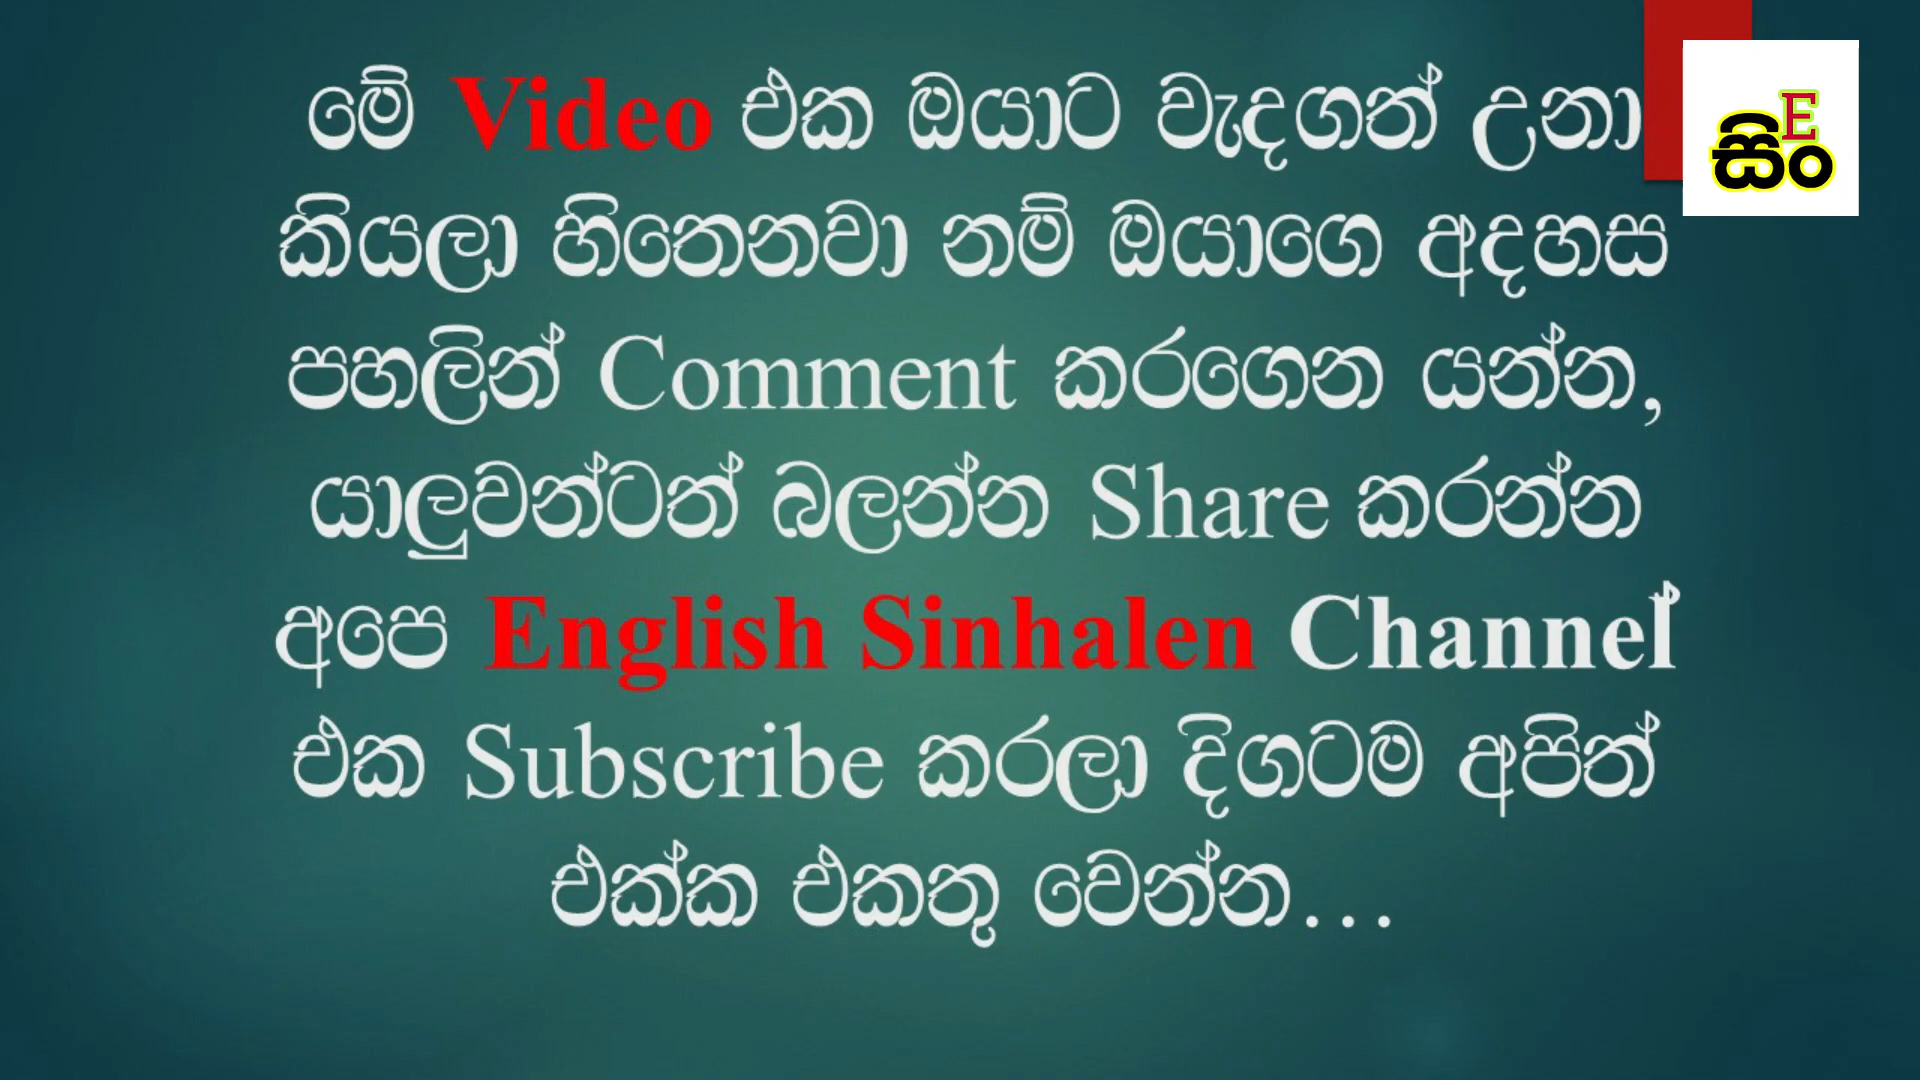 මේ Video එක ඔයාට වැදගත් උනා
කියලා හිතෙනවා නම් ඔයාගෙ අදහස
පහලින් Comment කරගෙන යන්න,
යාලුවන්ටත් බලන්න Share කරන්න
අපෙ English Sinhalen Channel
එක Subscribe කරලා දිගටම අපිත්
එක්ක එකතු වෙන්න...
E
සිං